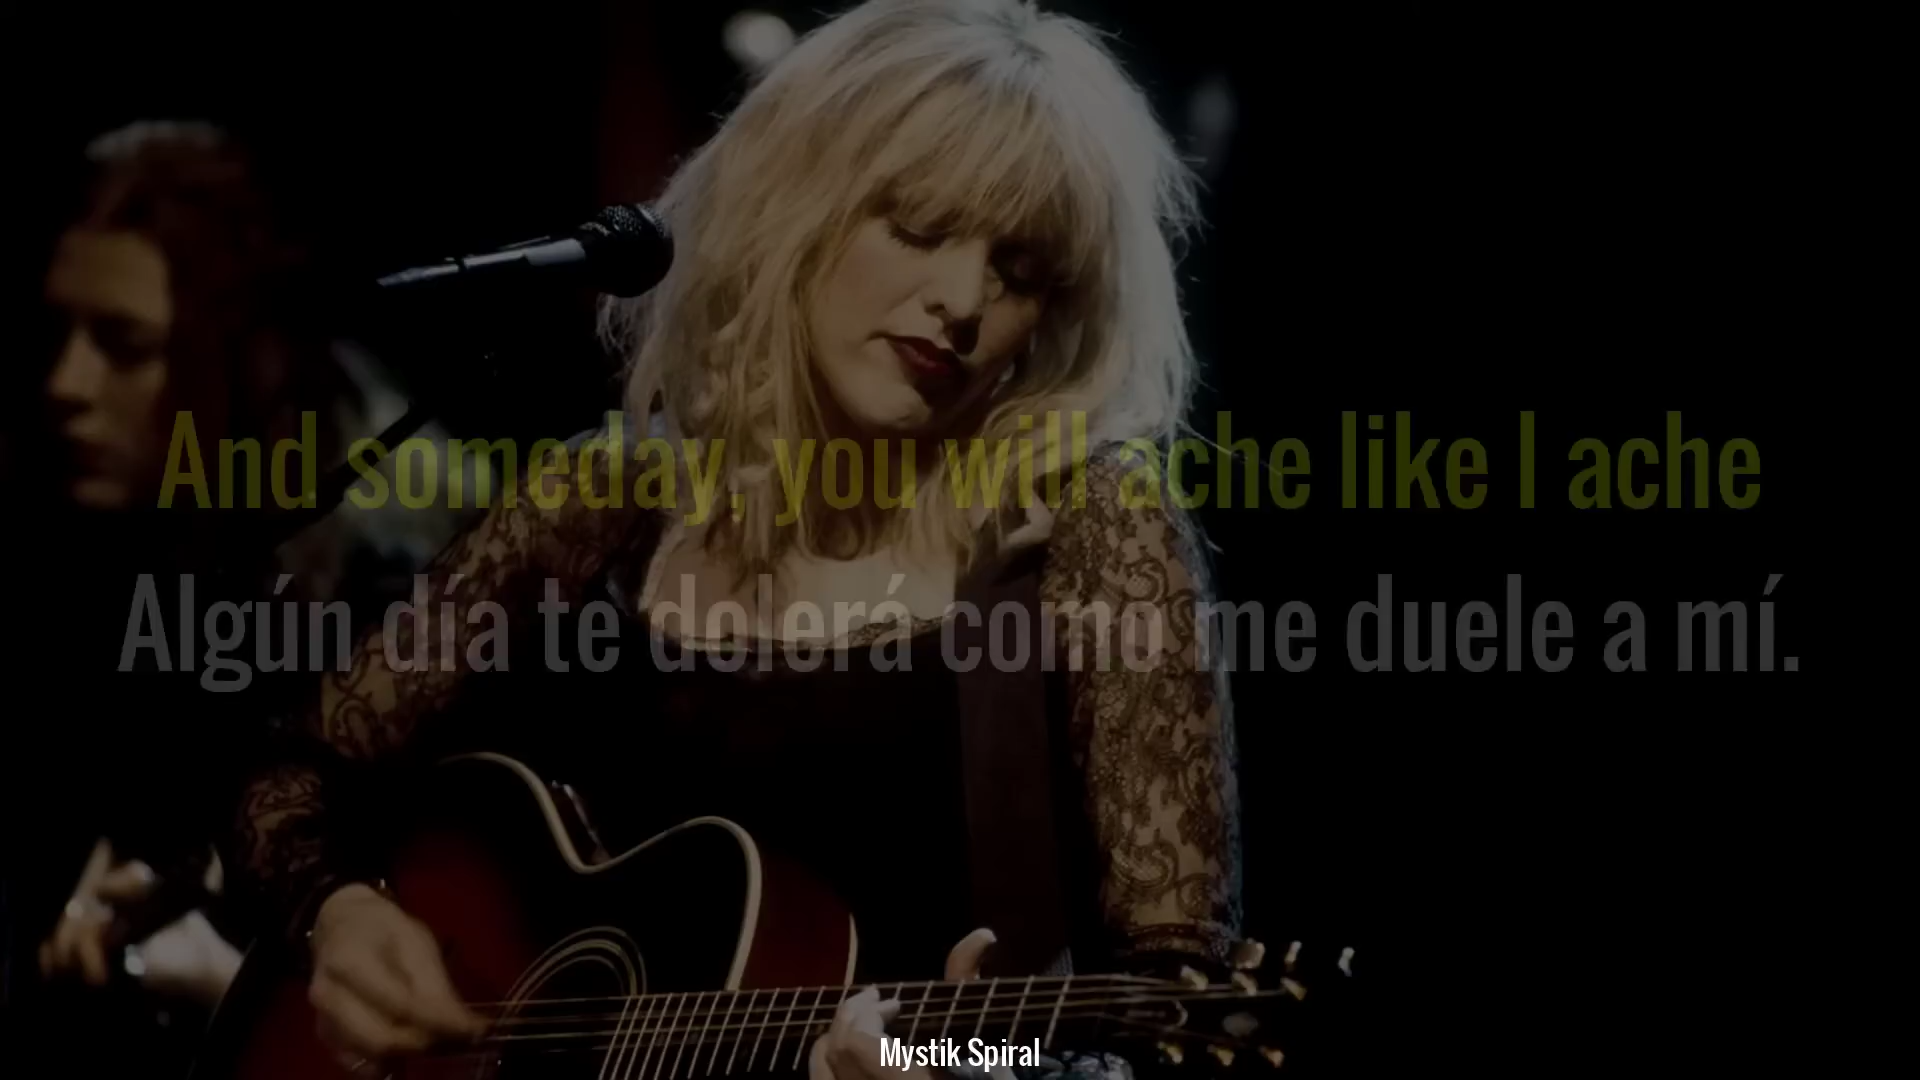 And someday, you will ache like I ache
Algún día te dolerá como me duele a mí.
Mystik Spiral